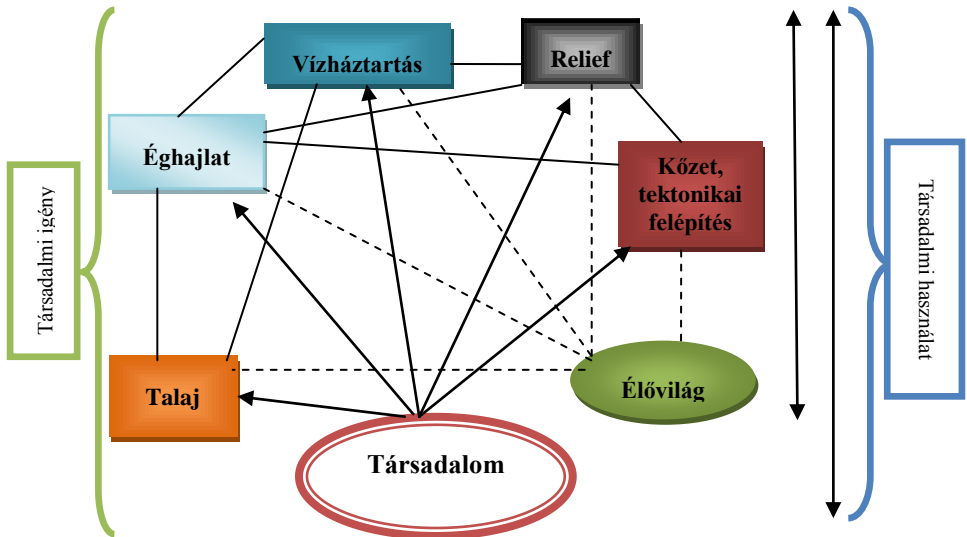 Vízháztartás
Relief
Éghajlat
Kőzet,
tektonikai
felépítés
Társadalmi igény
Társadalmi használat
Talaj
Élővilág
Társadalom